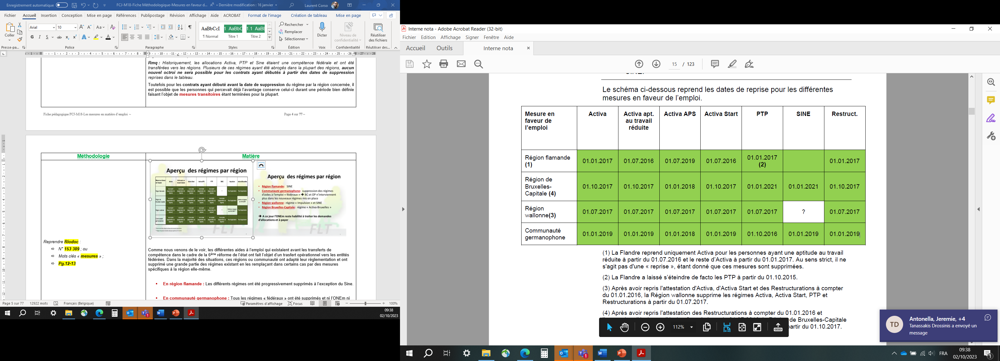 Enregistrement automatique
FCJ-M18-Fiche Méthodologique-Mesures en faveur d... • Dernière modification : 16 janvier
Laurent Corso
Fichier Accueil Insertion Conception Mise en page Références Publipostage Révision Affichage Aide ACROBAT Format de l'image Création de tableau Mise en page
Coller
Arial 10
G I S ab x₂ x²
AaBbCcI 1 AaBbC 1.1 AaBb
¶ Normal Titre 1 Titre 2
Rechercher
Remplacer
Sélectionner
Dicter
Niveau de
confidentialité
Réutiliser
des fichiers
Presse-pa... Police Paragraphe Styles Édition Voix Confidentialité Réutiliser des...
Rmq : Historiquement, les allocations Activa, PTP et Sine étaient une compétence fédérale et ont été
transférées vers les régions. Plusieurs de ces régimes ayant été abrogés dans la plupart des régions, aucun
nouvel octroi ne sera possible pour les contrats ayant débutés à partir des dates de suppression
reprises dans le tableau.
Toutefois pour les contrats ayant débuté avant la date de suppression du régime par la région concernée, il
est possible que les personnes qui percevait déjà l'avantage conserve celui-ci durant une période bien définie
faisant l'objet de mesures transitoires étant terminées pour la plupart.
Fiche pédagogique FCJ-M18-Les mesures en matière d'emploi ~
Page 4 sur 77 ~
Méthodologie Matière
Aperçu des régimes par région
Aperçu des régimes par région
• Région flamande: SINE
• Communauté germanophone: suppression des régimes
d'aides à l'emploi « fédéraux » ➔ BC et OP n'interviennent
plus dans les nouveaux régimes mis en place
• Région wallonne: régime « Impulsion » et SINE
• Région Bruxelles-Capitale: régime « Activa-Bruxelles »
➔ A ce jour l'ONEm reste habilité à traiter les demandes
d'allocations et à payer
FLT
FLT
Reprendre Riodoc :
⇨ N° 153 389 ; ou
⇨ Mots clés « mesures » ;
⇨ Pg.12-13
Comme nous venons de le voir, les différentes aides à l'emploi qui existaient avant les transferts de
compétence dans le cadre de la 6ème réforme de l'état ont fait l'objet d'un trasfert opérationnel vers les entités
fédérées. Dans la majorité des situations, ces régions ou communauté ont adapté leur règlementation et ont
supprimé une grande partie des régimes existant en les remplaçant dans certains cas par des mesures
spécifiques à la région elle-même.
▪ En région flamande : Les différents régimes ont été progressivement supprimés à l'exception du Sine.
▪ En communauté germanophone : Tous les régimes « fédéraux » ont été supprimés et ni l'ONEm ni
Page 5 sur 77 12922 mots Français (Belgique) Paramètres d'affichage Focus 100%
09:38
02/10/2023
Interne nota - Adobe Acrobat Reader (32-bit)
Fichier Edition Affichage Signer Fenêtre Aide
Accueil Outils Interne nota ×
15 / 123
SINE.
Le schéma ci-dessous reprend les dates de reprise pour les différentes
mesures en faveur de l'emploi.
Mesure en faveur de l'emploi Activa Activa apt. au travail réduite Activa APS Activa Start PTP SINE Restruct.
Région flamande (1) 01.01.2017 01.07.2016 01.07.2019 01.07.2016 01.01.2017 (2) 01.01.2017
Région de Bruxelles-Capitale (4) 01.10.2017 01.10.2017 01.01.2018 01.10.2017 01.01.2021 01.01.2021 01.10.2017
Région wallonne(3) 01.07.2017 01.07.2017 01.07.2017 01.07.2017 01.07.2017 ? 01.07.2017
Communauté germanophone 01.01.2019 01.01.2019 01.01.2018 01.01.2019 01.10.2016 01.01.2019 01.01.2019
(1) La Flandre reprend uniquement Activa pour les personnes ayant une aptitude au travail
réduite à partir du 01.07.2016 et le reste d'Activa à partir du 01.01.2017. Au sens strict, il ne
s'agit pas d'une « reprise », étant donné que ces mesures sont supprimées.
(2) La Flandre a laissé s'éteindre de facto les PTP à partir du 01.10.2015.
(3) Après avoir repris l'attestation d'Activa, d'Activa Start et des Restructurations à compter
du 01.01.2016, la Région wallonne supprime les régimes Activa, Activa Start, PTP et
Restructurations à partir du 01.07.2017.
(4) Après avoir repris l'attestation des Restructurations à compter du 01.01.2016 et
de Bruxelles-Capitale
partir du 01.10.2017.
112%
TD
Antonella, Jeremie, +4
Tanassakis Drossinis a envoyé un
message
FRA
09:38
02/10/2023